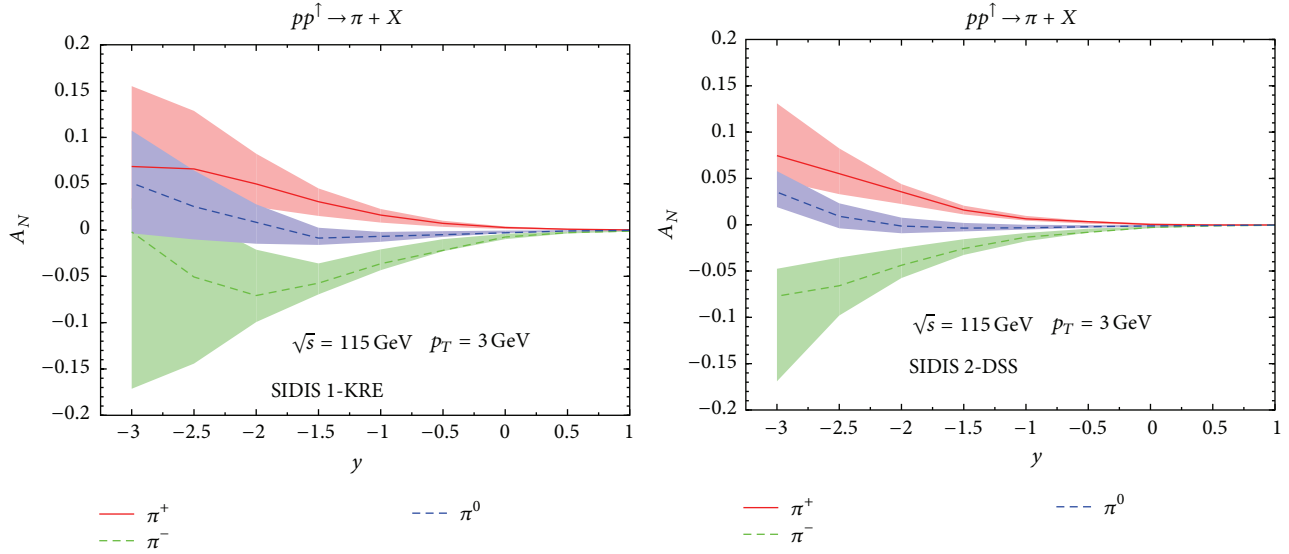 pp↑ → π + X
A_N
0.2
0.15
0.1
0.05
0
−0.05
−0.1
−0.15
−0.2
√s = 115 GeV p_T = 3 GeV
SIDIS 1-KRE
−3 −2.5 −2 −1.5 −1 −0.5 0 0.5 1
y
π+ π0
π−
pp↑ → π + X
A_N
0.2
0.15
0.1
0.05
0
−0.05
−0.1
−0.15
−0.2
√s = 115 GeV p_T = 3 GeV
SIDIS 2-DSS
−3 −2.5 −2 −1.5 −1 −0.5 0 0.5 1
y
π+ π0
π−